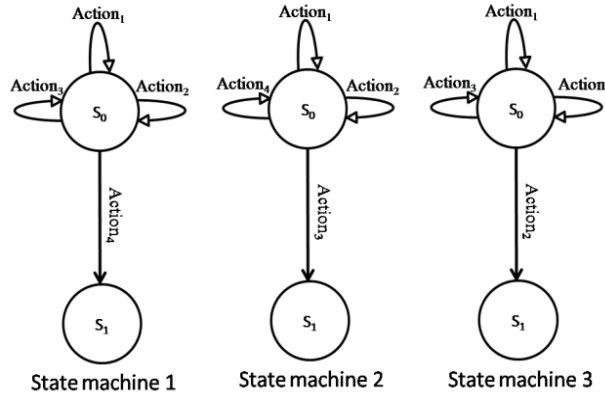 Action₁ Action₁ Action₁
Action₃ Action₂ Action₄ Action₂ Action₃ Action
S₀ S₀ S₀
Action₄ Action₃ Action₂
S₁ S₁ S₁
State machine 1 State machine 2 State machine 3